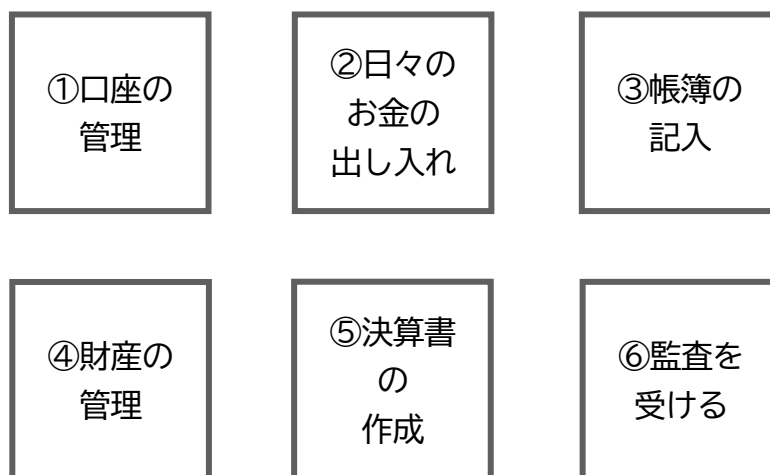 ①口座の
管理
②日々の
お金の
出し入れ
③帳簿の
記入
④財産の
管理
⑤決算書
の
作成
⑥監査を
受ける